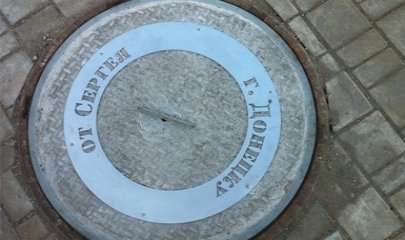 от Сергея
г. Донецку